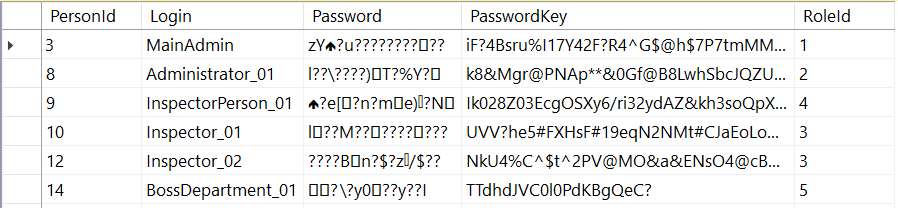 PersonId Login Password PasswordKey RoleId
3 MainAdmin zY♠?u????????▯?? iF?4Bsru%I17Y42F?R4^G$@h$7P7tmMM... 1
8 Administrator_01 l??\????)▯T?%Y?▯ k8&Mgr@PNAp**&0Gf@B8LwhSbcJQZU... 2
9 InspectorPerson_01 ♠?e[▯?n?m▯e)▯?N▯ Ik028Z03EcgOSXy6/ri32ydAZ&kh3soQpX... 4
10 Inspector_01 l▯??M??▯????▯??? UVV?he5#FXHsF#19eqN2NMt#CJaEoLo... 3
12 Inspector_02 ????B▯n?$?z▯/$?? NkU4%C^$t^2PV@MO&a&ENsO4@cB... 3
14 BossDepartment_01 ▯▯?\?y0▯??y??I TTdhdJVC0l0PdKBgQeC? 5